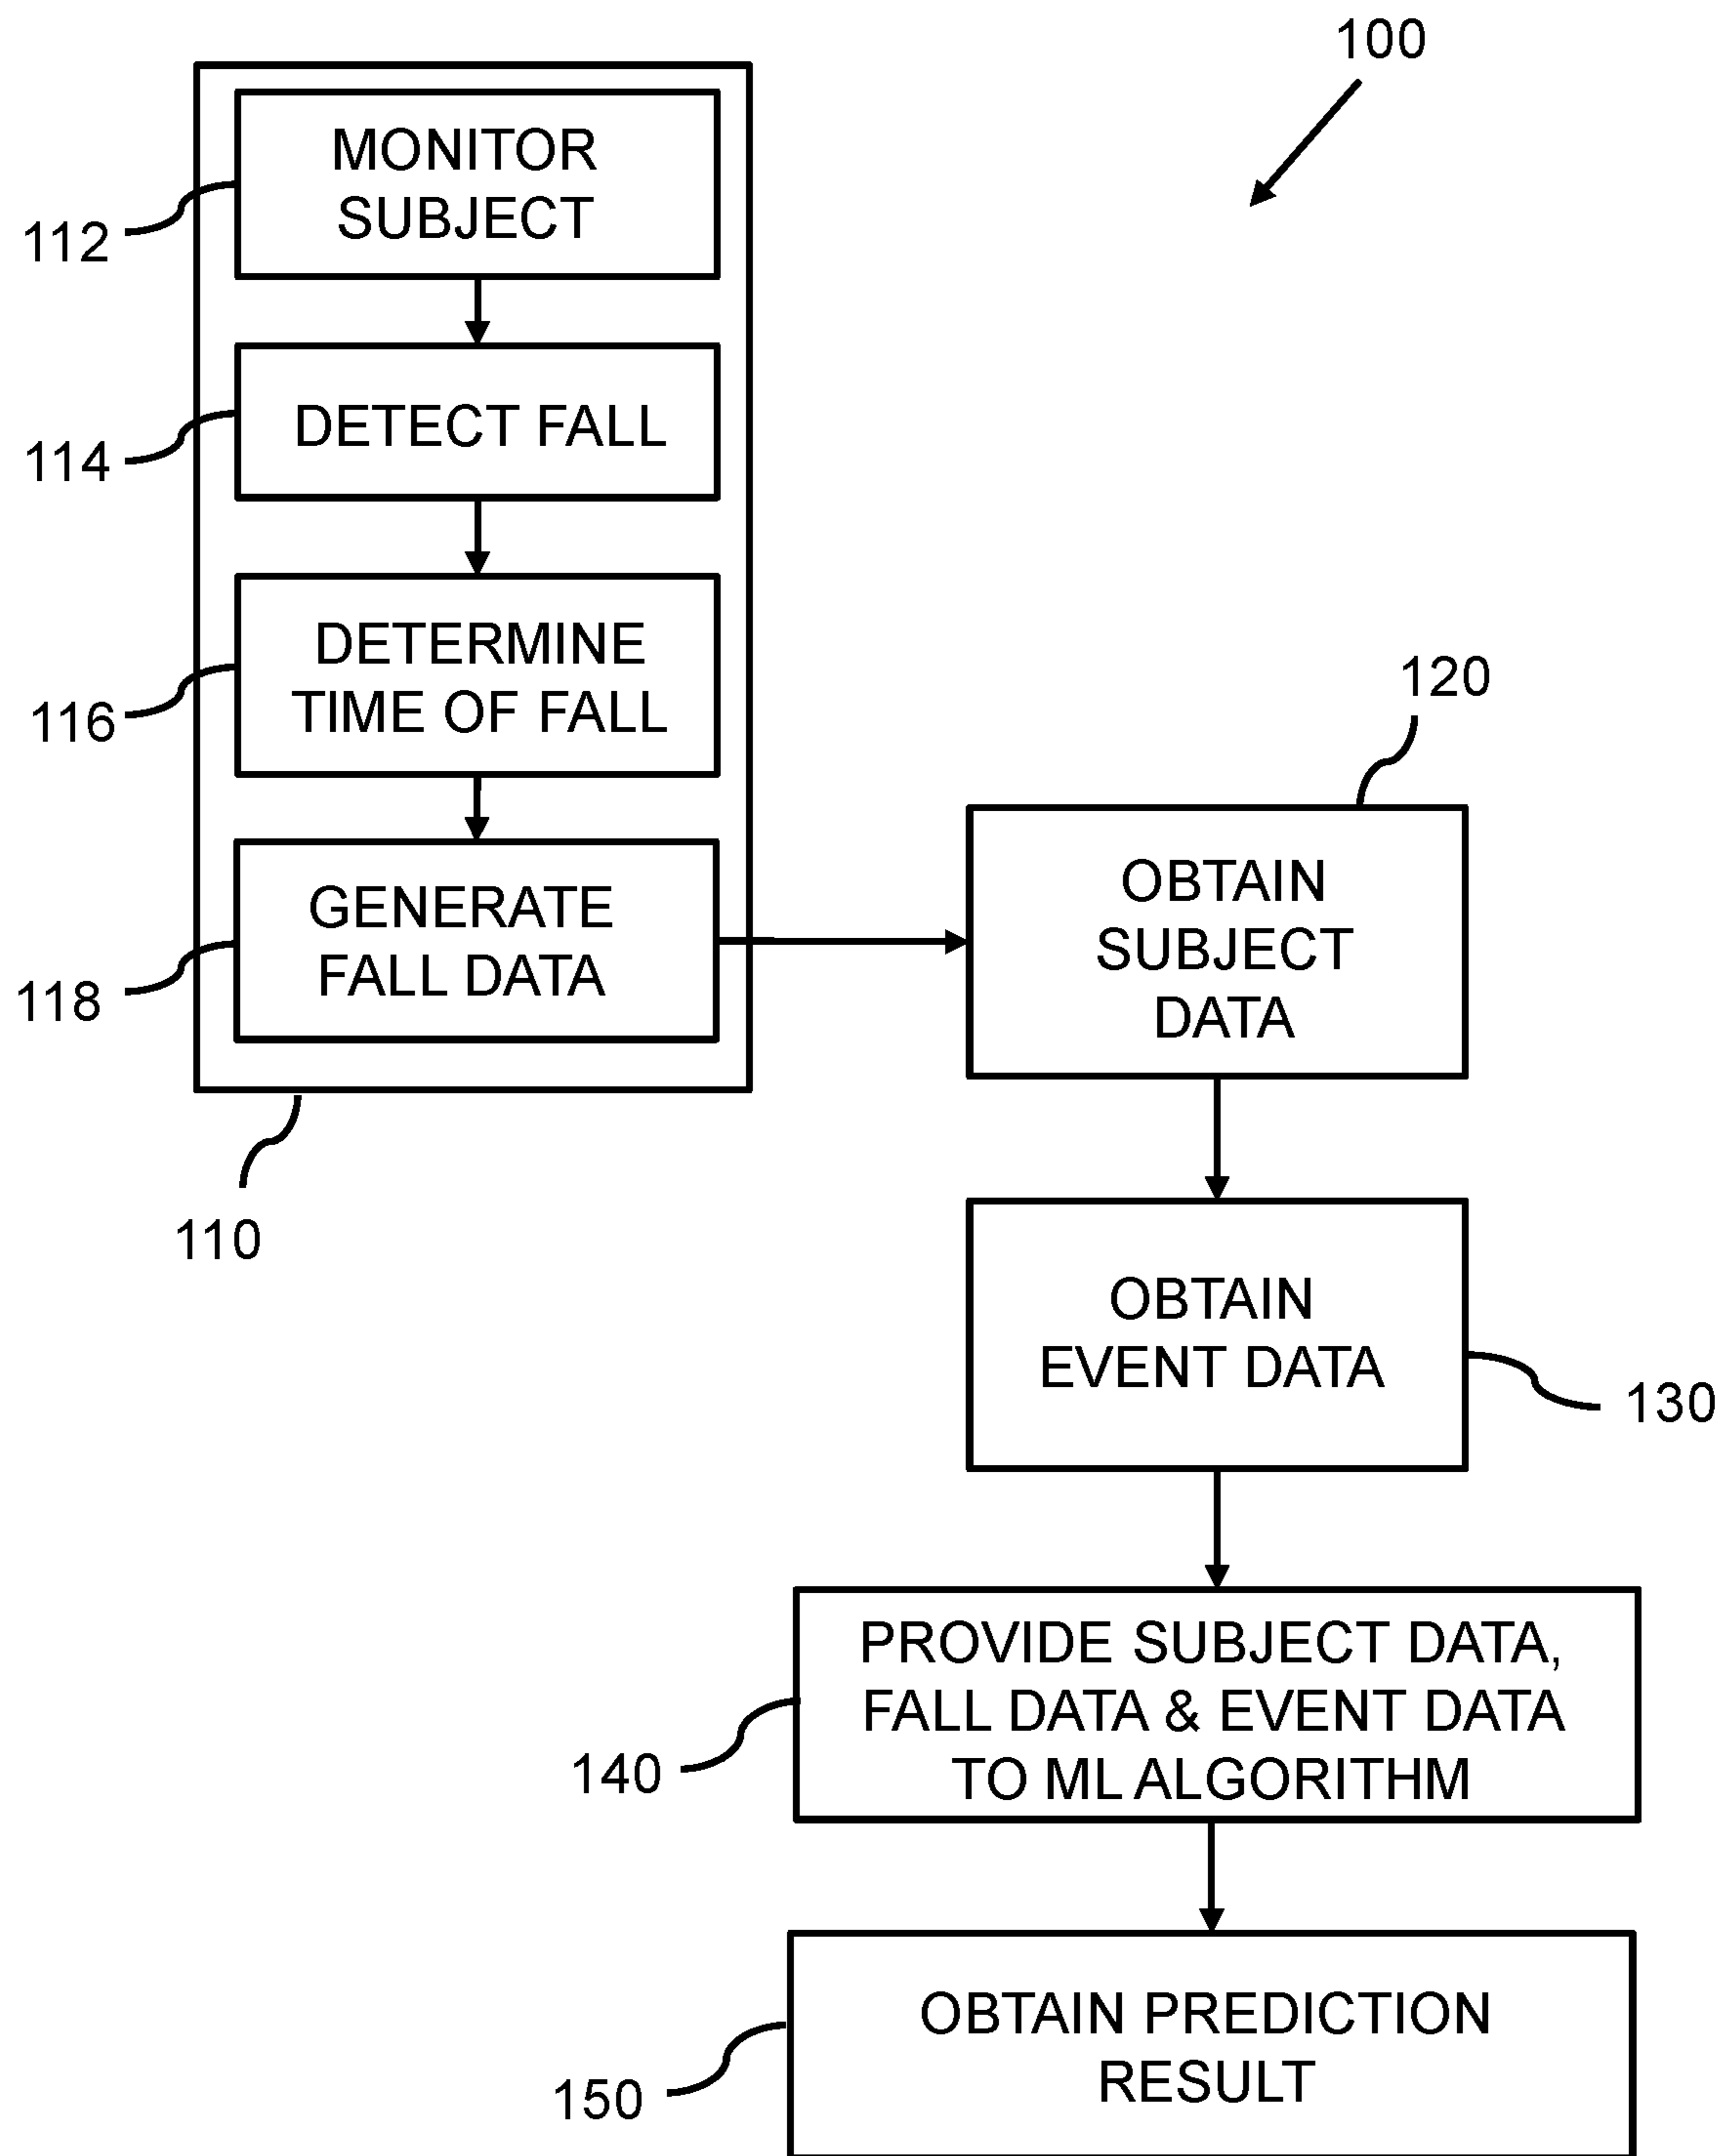 100
MONITOR
SUBJECT
112
DETECT FALL
114
DETERMINE
TIME OF FALL
116
120
GENERATE
FALL DATA
118
OBTAIN
SUBJECT
DATA
110
OBTAIN
EVENT DATA
130
PROVIDE SUBJECT DATA,
FALL DATA & EVENT DATA
TO ML ALGORITHM
140
OBTAIN PREDICTION
RESULT
150